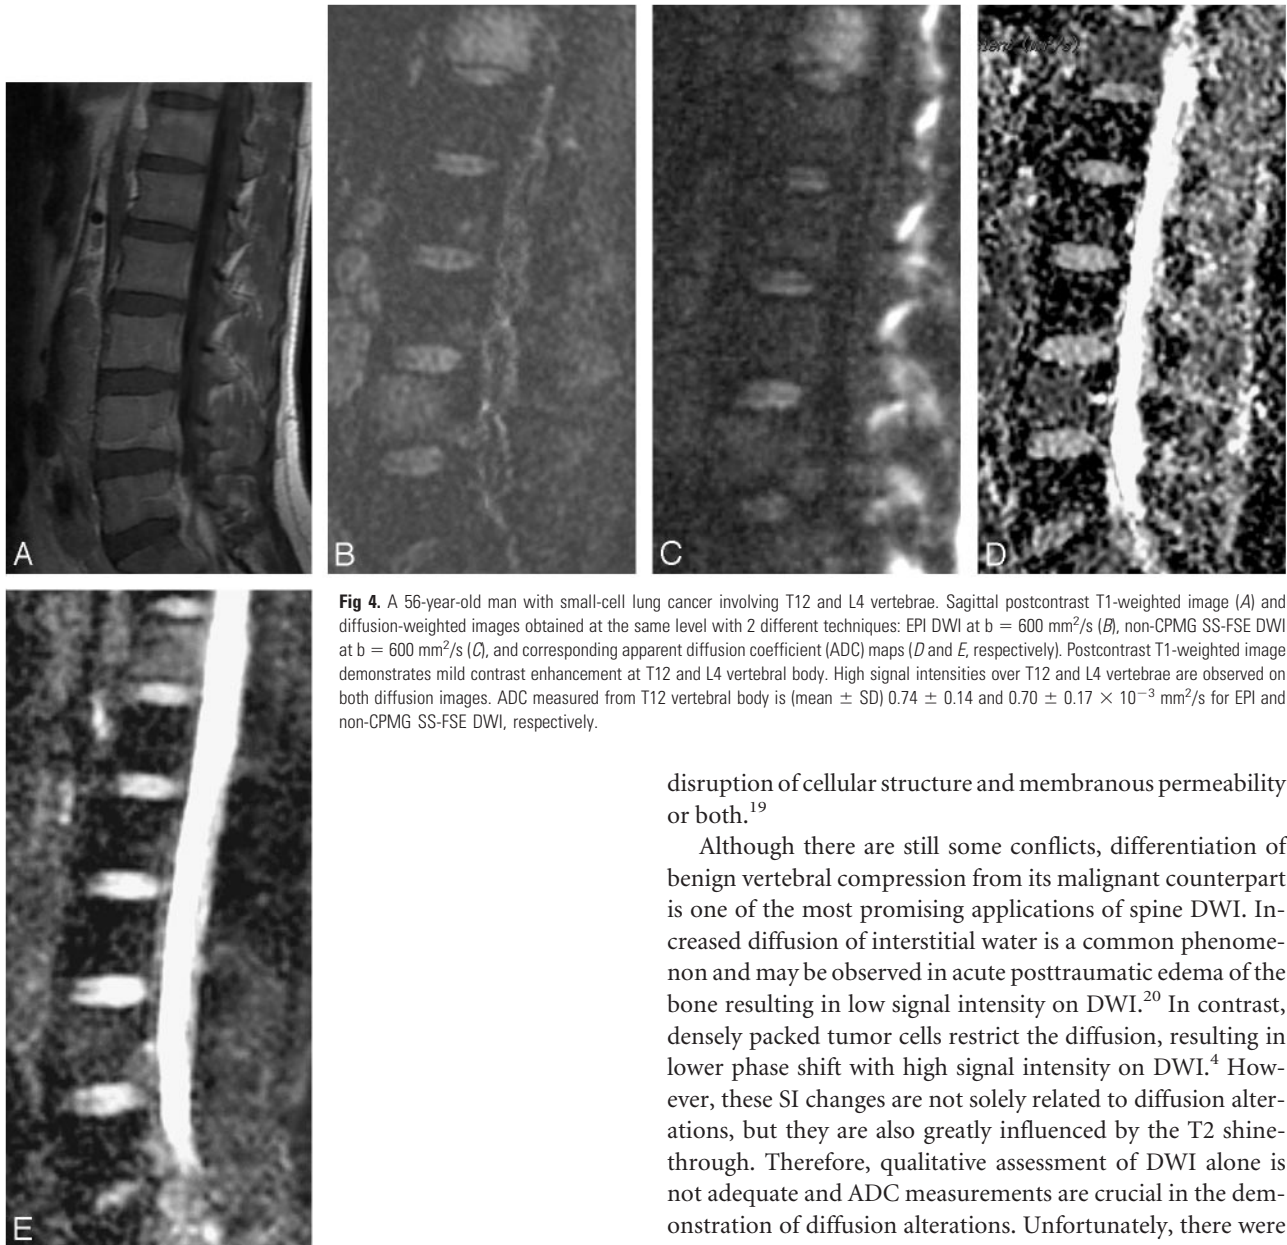 A
B
C
D
E
Fig 4. A 56-year-old man with small-cell lung cancer involving T12 and L4 vertebrae. Sagittal postcontrast T1-weighted image (A) and
diffusion-weighted images obtained at the same level with 2 different techniques: EPI DWI at b = 600 mm²/s (B), non-CPMG SS-FSE DWI
at b = 600 mm²/s (C), and corresponding apparent diffusion coefficient (ADC) maps (D and E, respectively). Postcontrast T1-weighted image
demonstrates mild contrast enhancement at T12 and L4 vertebral body. High signal intensities over T12 and L4 vertebrae are observed on
both diffusion images. ADC measured from T12 vertebral body is (mean ± SD) 0.74 ± 0.14 and 0.70 ± 0.17 × 10⁻³ mm²/s for EPI and
non-CPMG SS-FSE DWI, respectively.
disruption of cellular structure and membranous permeability
or both.¹⁹
Although there are still some conflicts, differentiation of
benign vertebral compression from its malignant counterpart
is one of the most promising applications of spine DWI. In-
creased diffusion of interstitial water is a common phenome-
non and may be observed in acute posttraumatic edema of the
bone resulting in low signal intensity on DWI.²⁰ In contrast,
densely packed tumor cells restrict the diffusion, resulting in
lower phase shift with high signal intensity on DWI.⁴ How-
ever, these SI changes are not solely related to diffusion alter-
ations, but they are also greatly influenced by the T2 shine-
through. Therefore, qualitative assessment of DWI alone is
not adequate and ADC measurements are crucial in the dem-
onstration of diffusion alterations. Unfortunately, there were